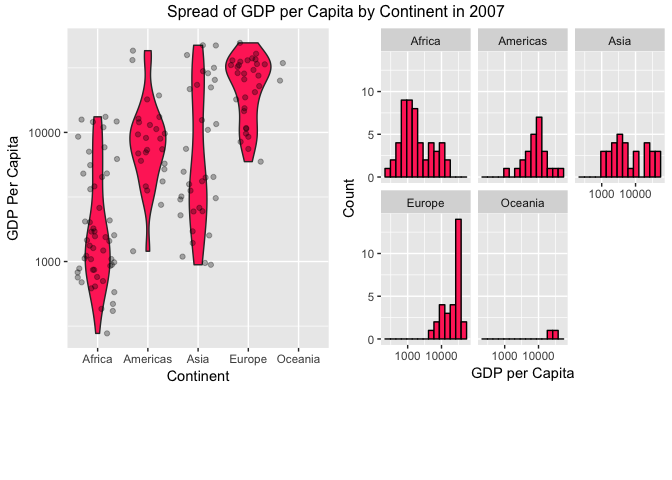 Spread of GDP per Capita by Continent in 2007
GDP Per Capita
10000
1000
Africa Americas Asia Europe Oceania
Continent
Count
Africa Americas Asia
10
5
0
1000 10000
Europe Oceania
10
5
0
1000 10000 1000 10000
GDP per Capita